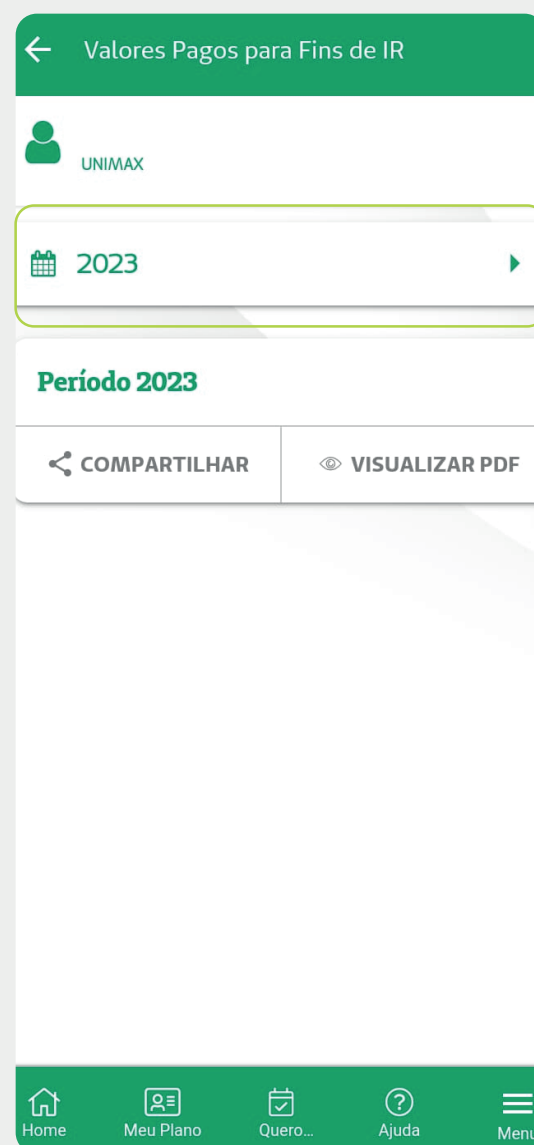 Valores Pagos para Fins de IR
UNIMAX
2023
Período 2023
COMPARTILHAR
VISUALIZAR PDF
Home
Meu Plano
Quero...
Ajuda
Menu